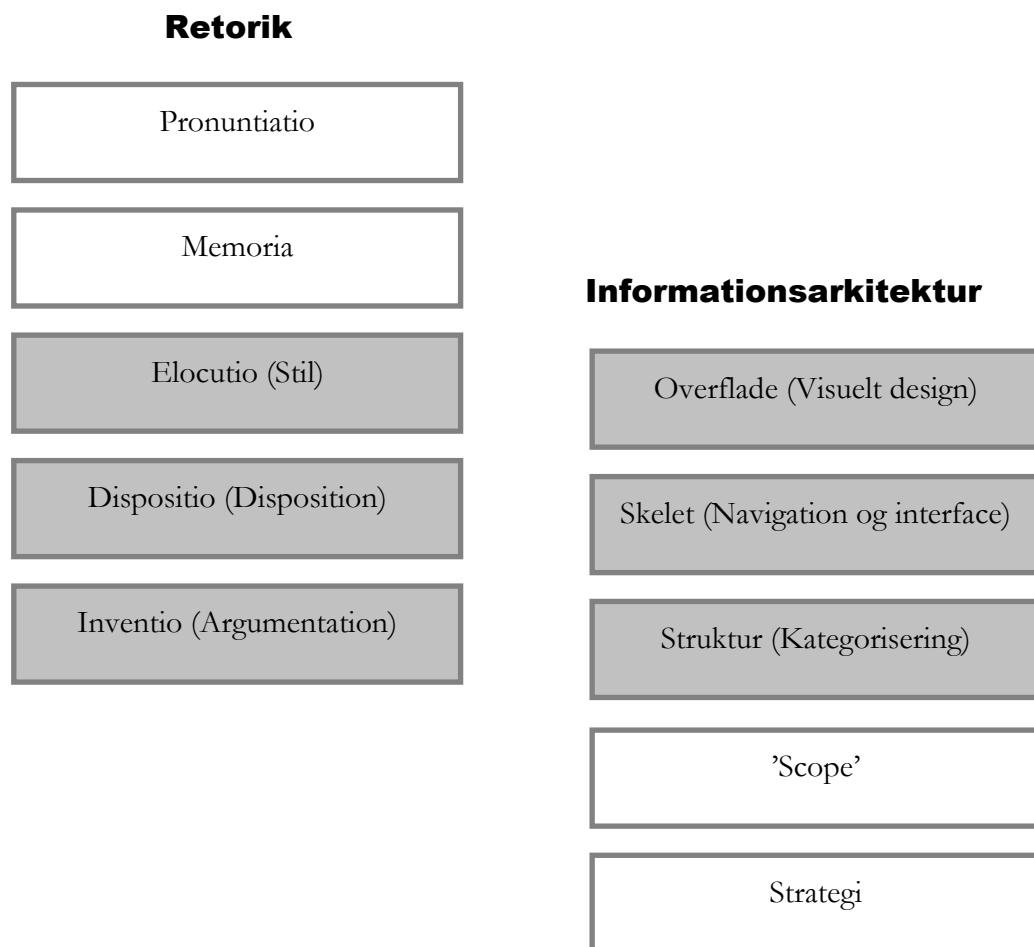 Retorik
Pronuntiatio
Memoria
Elocutio (Stil)
Dispositio (Disposition)
Inventio (Argumentation)
Informationsarkitektur
Overflade (Visuelt design)
Skelet (Navigation og interface)
Struktur (Kategorisering)
’Scope’
Strategi